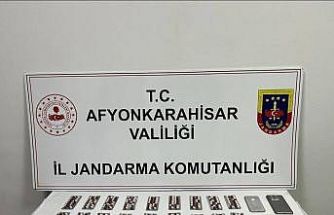 T.C.
AFYONKARAHİSAR
VALİLİĞİ
İL JANDARMA KOMUTANLIĞI